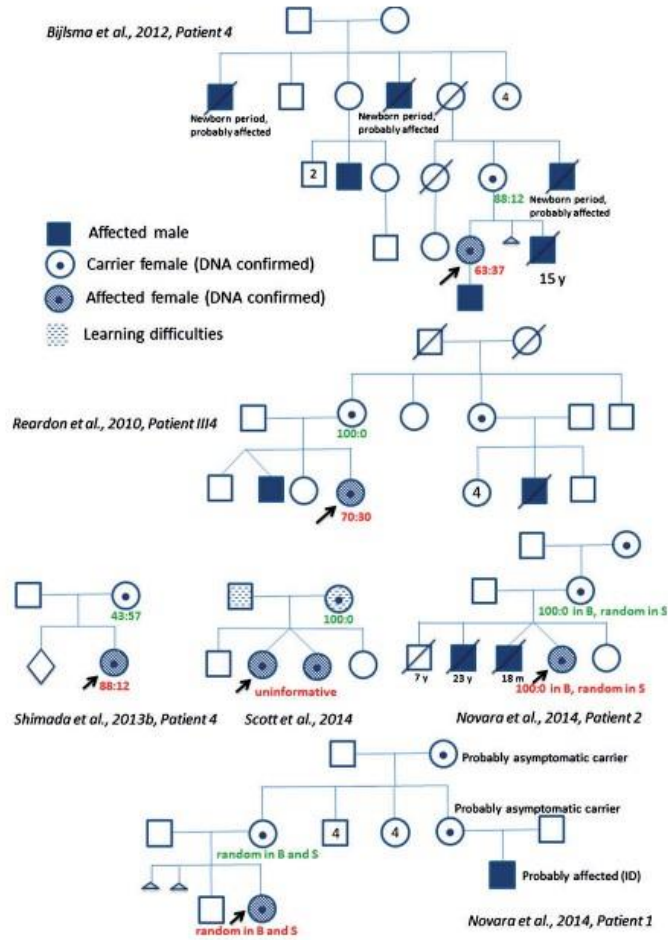 Bijlsma et al., 2012, Patient 4
4
Newborn period,
probably affected
Newborn period,
probably affected
2
88:12
Newborn period,
probably affected
Affected male
Carrier female (DNA confirmed)
63:37
15 y
Affected female (DNA confirmed)
Learning difficulties
Reardon et al., 2010, Patient III4
100:0
4
70:30
43:57
100:0
100:0 in B, random in S
7 y
23 y
18 m
88:12
uninformative
100:0 in B, random in S
Shimada et al., 2013b, Patient 4
Scott et al., 2014
Novara et al., 2014, Patient 2
Probably asymptomatic carrier
Probably asymptomatic carrier
4
4
random in B and S
Probably affected (ID)
random in B and S
Novara et al., 2014, Patient 1